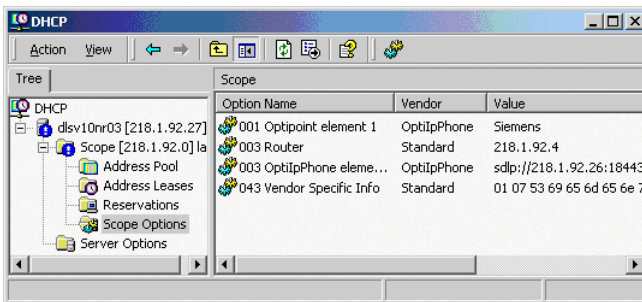 DHCP
Action View
Tree
Scope
DHCP
dlsv10nr03 [218.1.92.27]
Scope [218.1.92.0] la
Address Pool
Address Leases
Reservations
Scope Options
Server Options
Option Name Vendor Value
001 Optipoint element 1 OptiIpPhone Siemens
003 Router Standard 218.1.92.4
003 OptiIpPhone eleme... OptiIpPhone sdlp://218.1.92.26:18443
043 Vendor Specific Info Standard 01 07 53 69 65 6d 65 6e 7